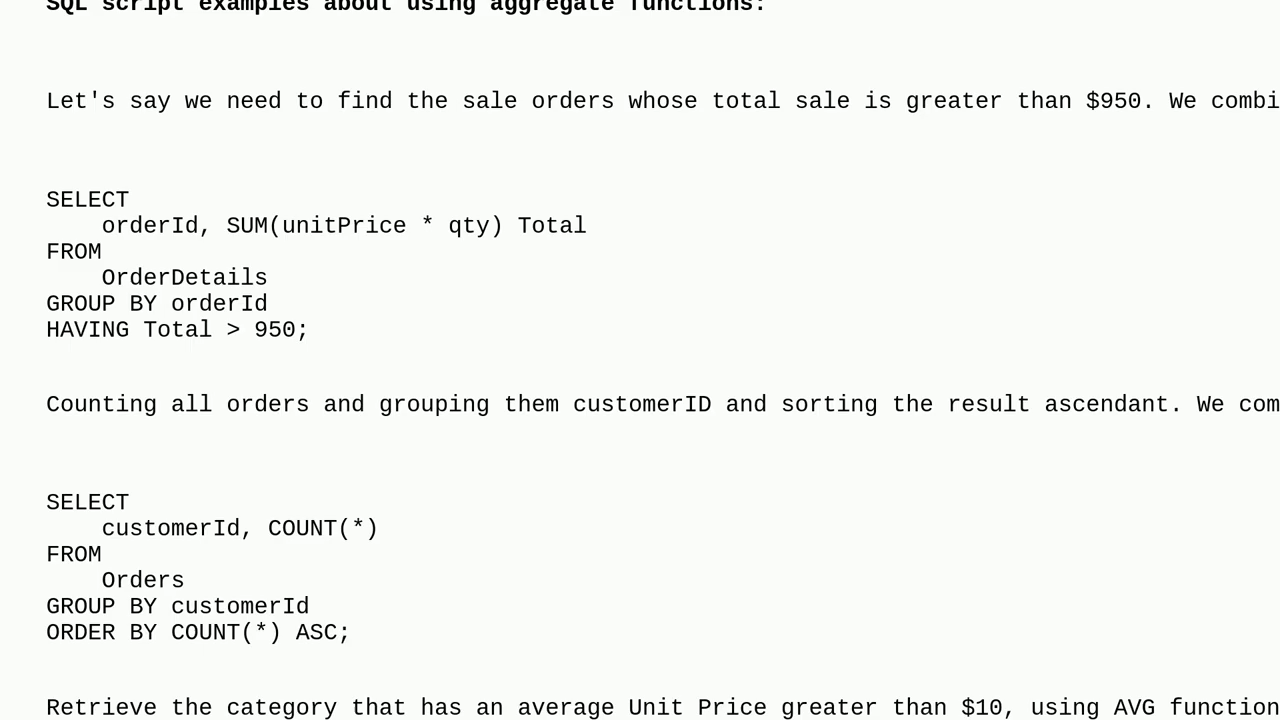 SQL script examples about using aggregate functions:
Let's say we need to find the sale orders whose total sale is greater than $950. We combi
SELECT
    orderId, SUM(unitPrice * qty) Total
FROM
    OrderDetails
GROUP BY orderId
HAVING Total > 950;
Counting all orders and grouping them customerID and sorting the result ascendant. We com
SELECT
    customerId, COUNT(*)
FROM
    Orders
GROUP BY customerId
ORDER BY COUNT(*) ASC;
Retrieve the category that has an average Unit Price greater than $10, using AVG function